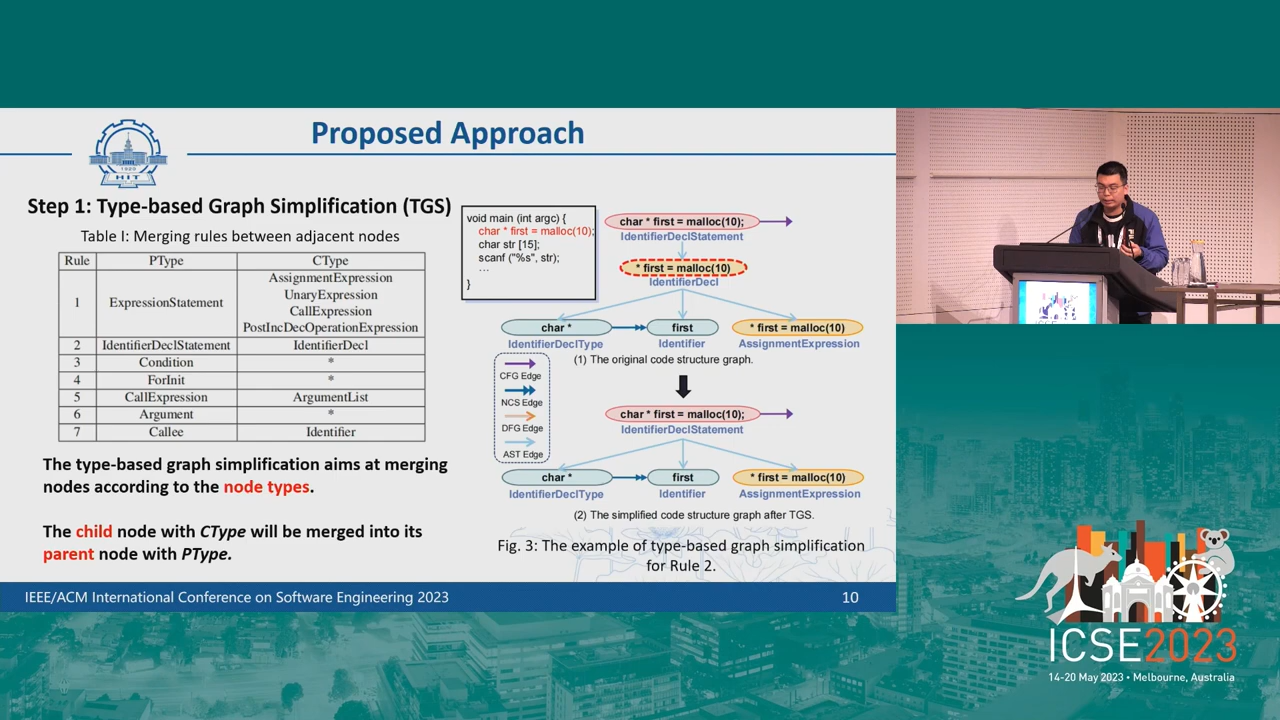 Proposed Approach
1920
HIT
Step 1: Type-based Graph Simplification (TGS)
Table I: Merging rules between adjacent nodes
Rule PType CType
1 ExpressionStatement AssignmentExpression
UnaryExpression
CallExpression
PostIncDecOperationExpression
2 IdentifierDeclStatement IdentifierDecl
3 Condition *
4 ForInit *
5 CallExpression ArgumentList
6 Argument *
7 Callee Identifier
The type-based graph simplification aims at merging
nodes according to the node types.
The child node with CType will be merged into its
parent node with PType.
void main (int argc) {
char * first = malloc(10);
char str [15];
scanf ("%s", str);
...
}
char * first = malloc(10);
IdentifierDeclStatement
* first = malloc(10)
IdentifierDecl
char * first * first = malloc(10)
IdentifierDeclType Identifier AssignmentExpression
(1) The original code structure graph.
CFG Edge
NCS Edge
DFG Edge
AST Edge
char * first = malloc(10);
IdentifierDeclStatement
char * first * first = malloc(10)
IdentifierDeclType Identifier AssignmentExpression
(2) The simplified code structure graph after TGS.
Fig. 3: The example of type-based graph simplification
for Rule 2.
IEEE/ACM International Conference on Software Engineering 2023
10
ICSE2023
14-20 May 2023 • Melbourne, Australia